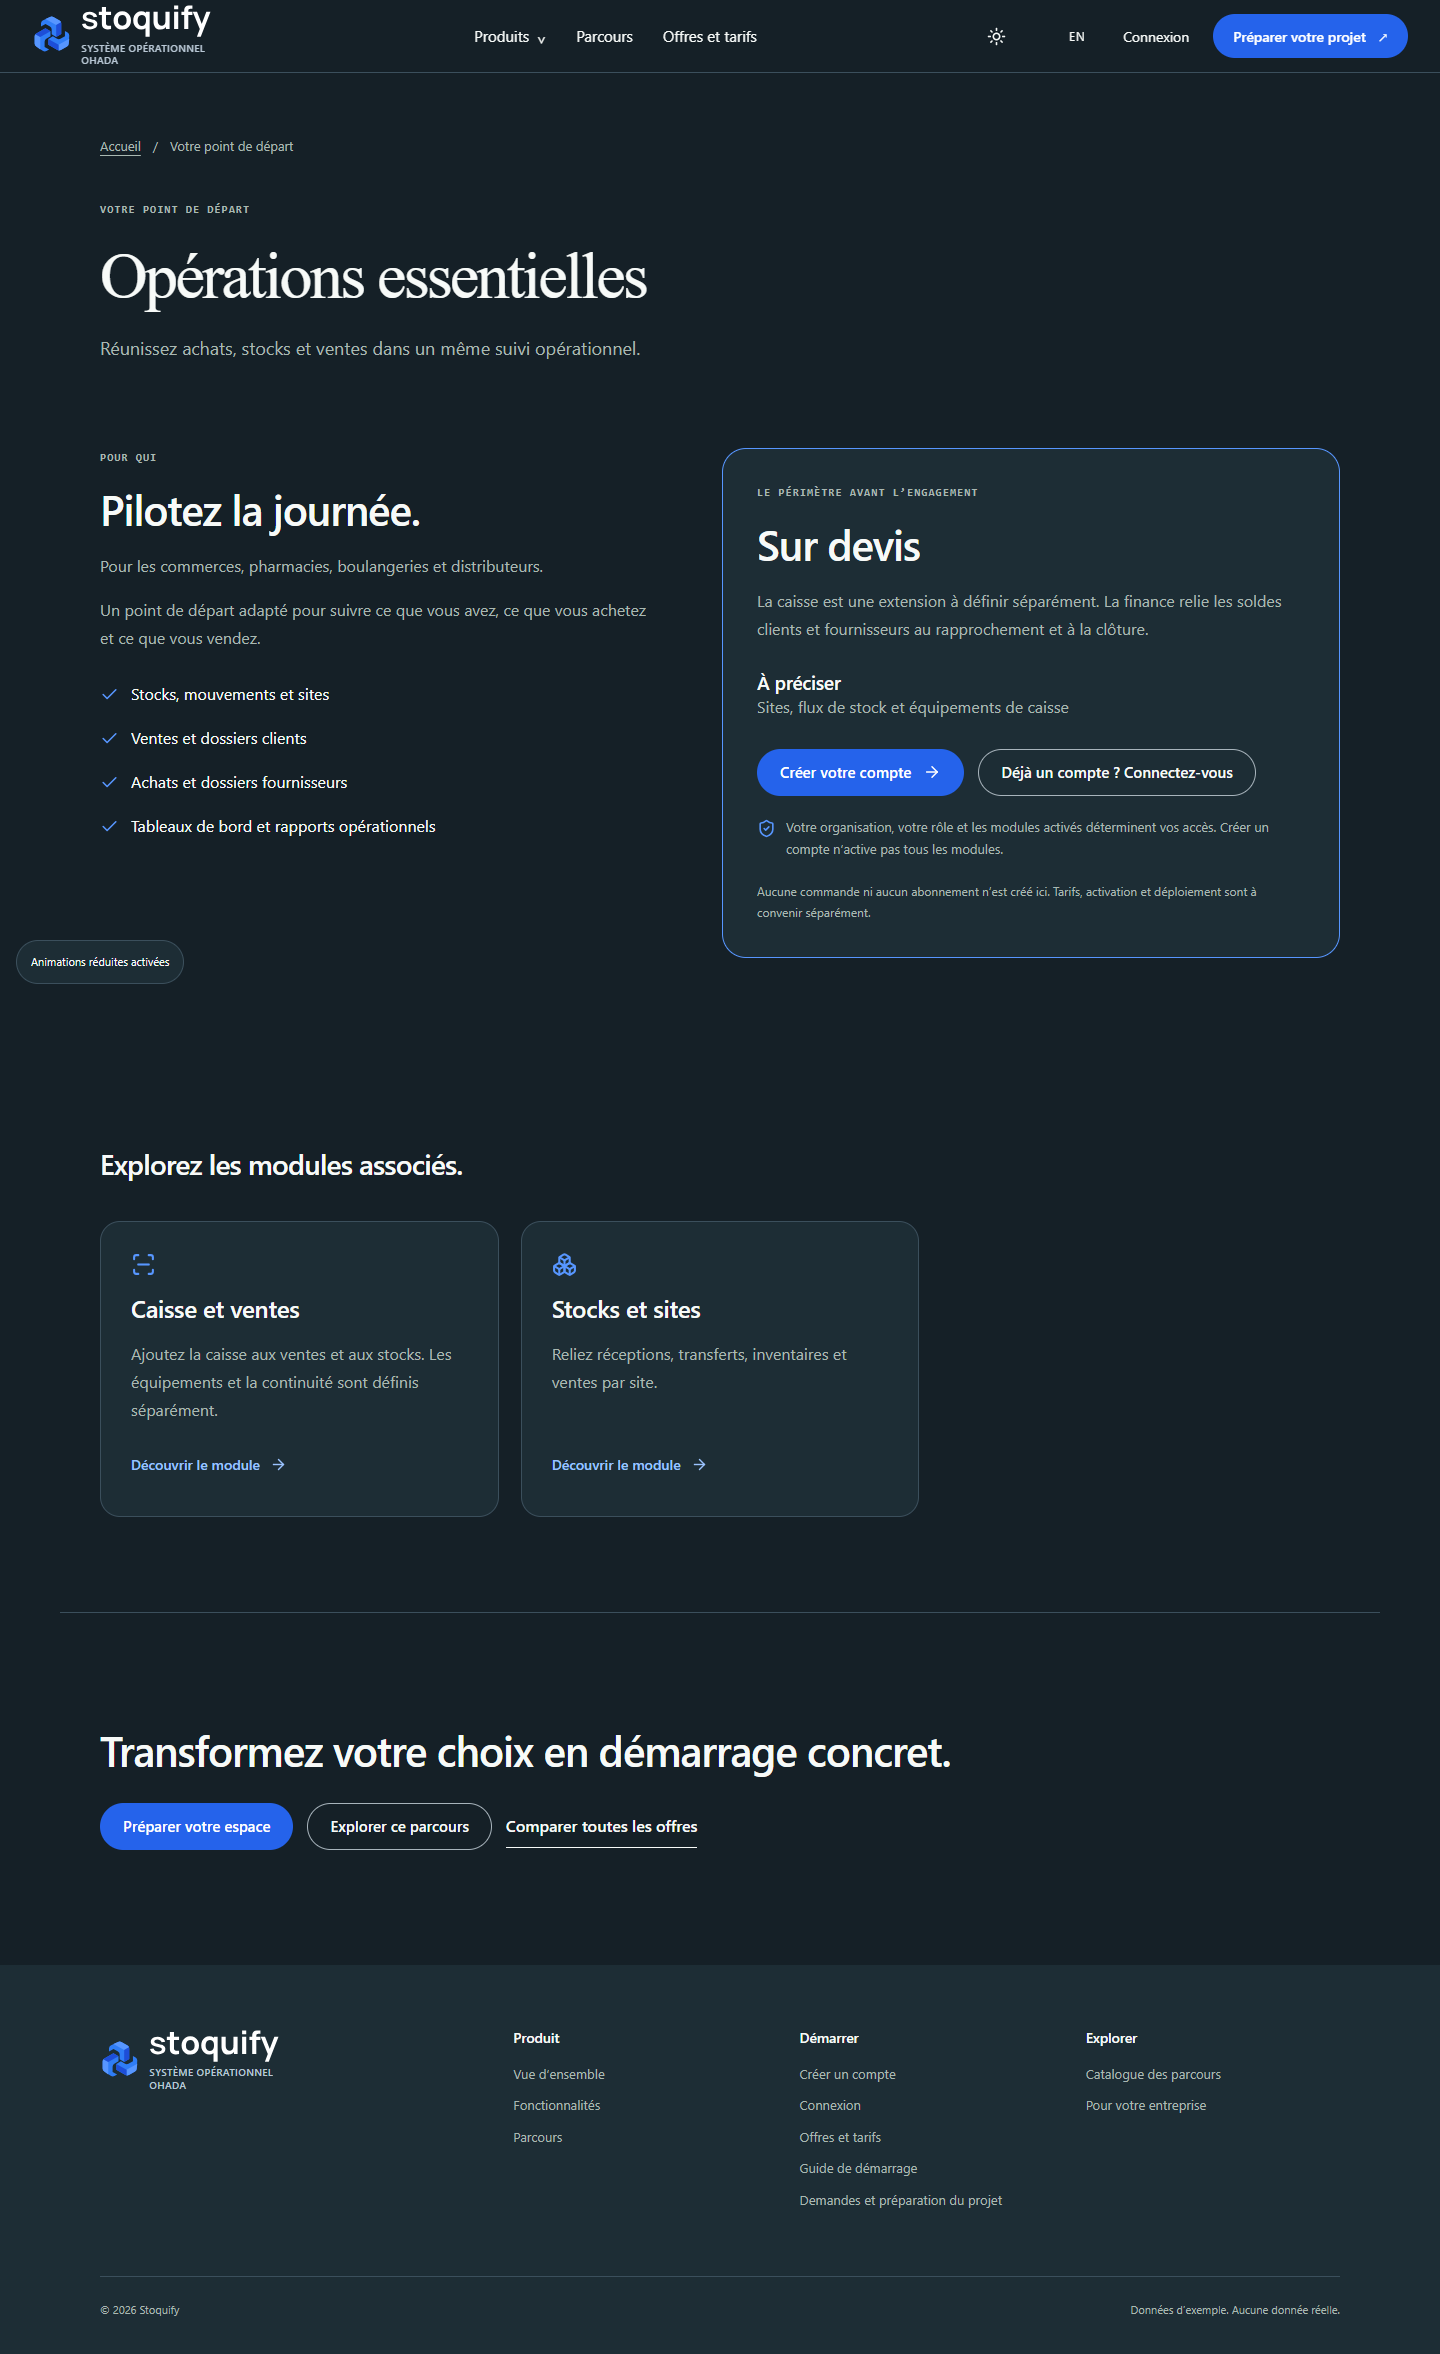 stoquify
SYSTÈME OPÉRATIONNEL
OHADA
Produits
Parcours
Offres et tarifs
EN
Connexion
Préparer votre projet ↗
Accueil / Votre point de départ
VOTRE POINT DE DÉPART
Opérations essentielles
Réunissez achats, stocks et ventes dans un même suivi opérationnel.
POUR QUI
Pilotez la journée.
Pour les commerces, pharmacies, boulangeries et distributeurs.
Un point de départ adapté pour suivre ce que vous avez, ce que vous achetez
et ce que vous vendez.
Stocks, mouvements et sites
Ventes et dossiers clients
Achats et dossiers fournisseurs
Tableaux de bord et rapports opérationnels
LE PÉRIMÈTRE AVANT L’ENGAGEMENT
Sur devis
La caisse est une extension à définir séparément. La finance relie les soldes
clients et fournisseurs au rapprochement et à la clôture.
À préciser
Sites, flux de stock et équipements de caisse
Créer votre compte →
Déjà un compte ? Connectez-vous
Votre organisation, votre rôle et les modules activés déterminent vos accès. Créer un
compte n’active pas tous les modules.
Aucune commande ni aucun abonnement n’est créé ici. Tarifs, activation et déploiement sont à
convenir séparément.
Animations réduites activées
Explorez les modules associés.
Caisse et ventes
Ajoutez la caisse aux ventes et aux stocks. Les
équipements et la continuité sont définis
séparément.
Découvrir le module →
Stocks et sites
Reliez réceptions, transferts, inventaires et
ventes par site.
Découvrir le module →
Transformez votre choix en démarrage concret.
Préparer votre espace
Explorer ce parcours
Comparer toutes les offres
stoquify
SYSTÈME OPÉRATIONNEL
OHADA
Produit
Vue d’ensemble
Fonctionnalités
Parcours
Démarrer
Créer un compte
Connexion
Offres et tarifs
Guide de démarrage
Demandes et préparation du projet
Explorer
Catalogue des parcours
Pour votre entreprise
© 2026 Stoquify
Données d’exemple. Aucune donnée réelle.